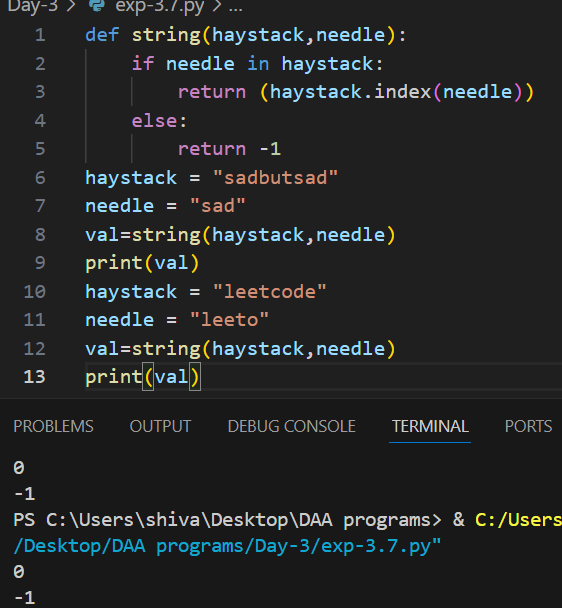 Day-3 > exp-3.7.py > ...
1 def string(haystack,needle):
2     if needle in haystack:
3         return (haystack.index(needle))
4     else:
5         return -1
6 haystack = "sadbutsad"
7 needle = "sad"
8 val=string(haystack,needle)
9 print(val)
10 haystack = "leetcode"
11 needle = "leeto"
12 val=string(haystack,needle)
13 print(val)
PROBLEMS OUTPUT DEBUG CONSOLE TERMINAL PORTS
0
-1
PS C:\Users\shiva\Desktop\DAA programs> & C:/Users
/Desktop/DAA programs/Day-3/exp-3.7.py"
0
-1